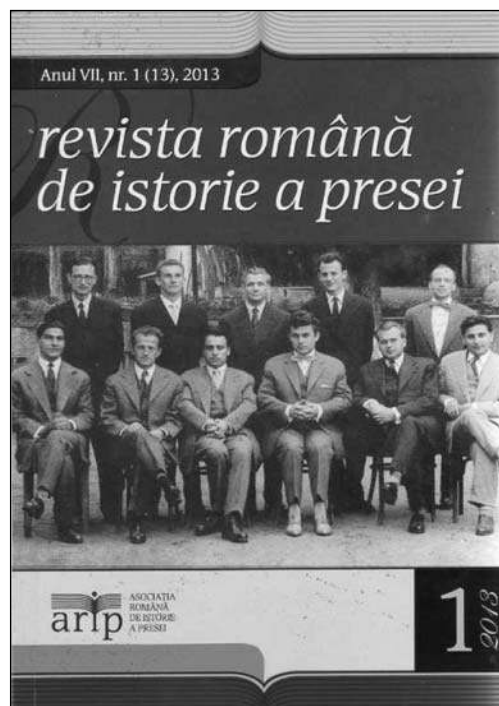 Anul VII, nr. 1 (13), 2013
revista română
de istorie a presei
arip
ASOCIAȚIA
ROMÂNĂ
DE ISTORIE
A PRESEI
1
2013